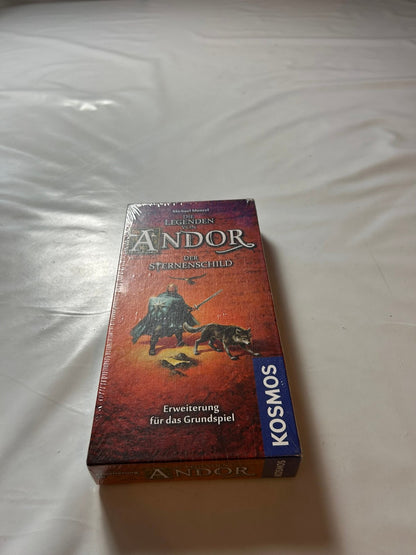 Michael Menzel
DIE
LEGENDEN
VON
ANDOR
DER
STERNENSCHILD
Erweiterung
für das Grundspiel
KOSMOS
ANDOR
KOSMOS